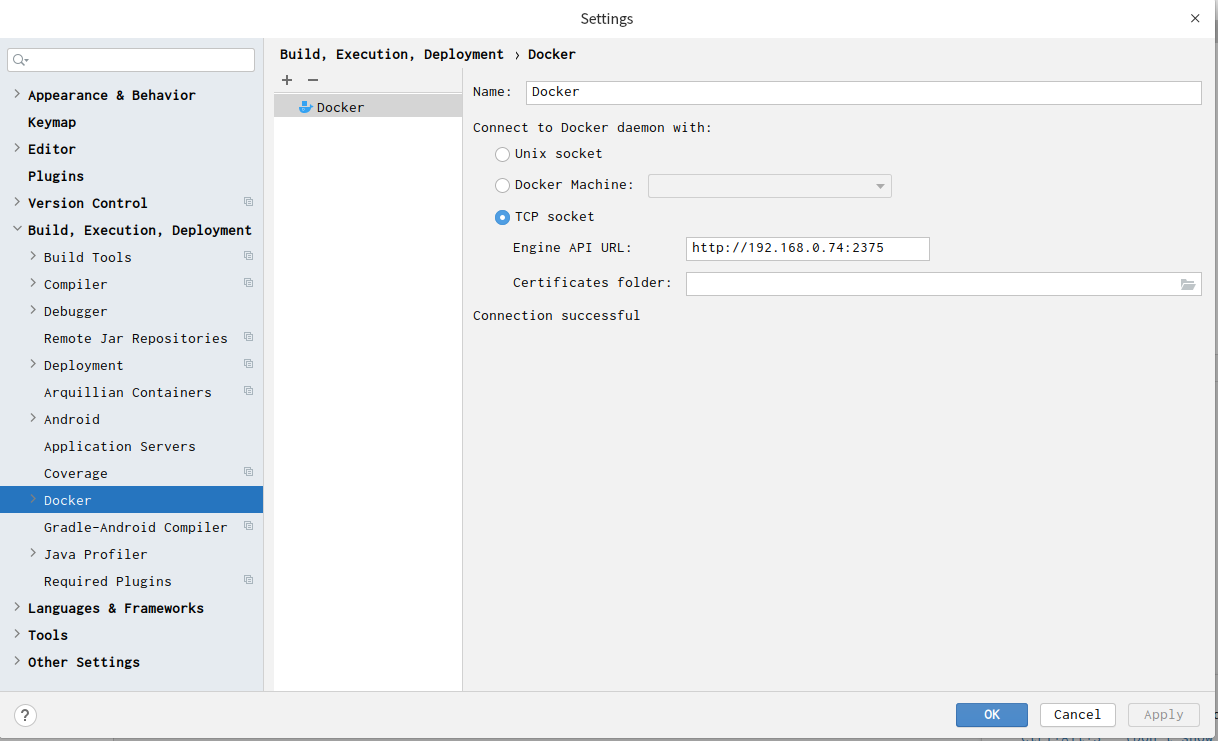 Settings
Build, Execution, Deployment › Docker
Appearance & Behavior
Keymap
Editor
Plugins
Version Control
Build, Execution, Deployment
Build Tools
Compiler
Debugger
Remote Jar Repositories
Deployment
Arquillian Containers
Android
Application Servers
Coverage
Docker
Gradle-Android Compiler
Java Profiler
Required Plugins
Languages & Frameworks
Tools
Other Settings
Docker
Name: Docker
Connect to Docker daemon with:
Unix socket
Docker Machine:
TCP socket
Engine API URL: http://192.168.0.74:2375
Certificates folder:
Connection successful
?
OK Cancel Apply